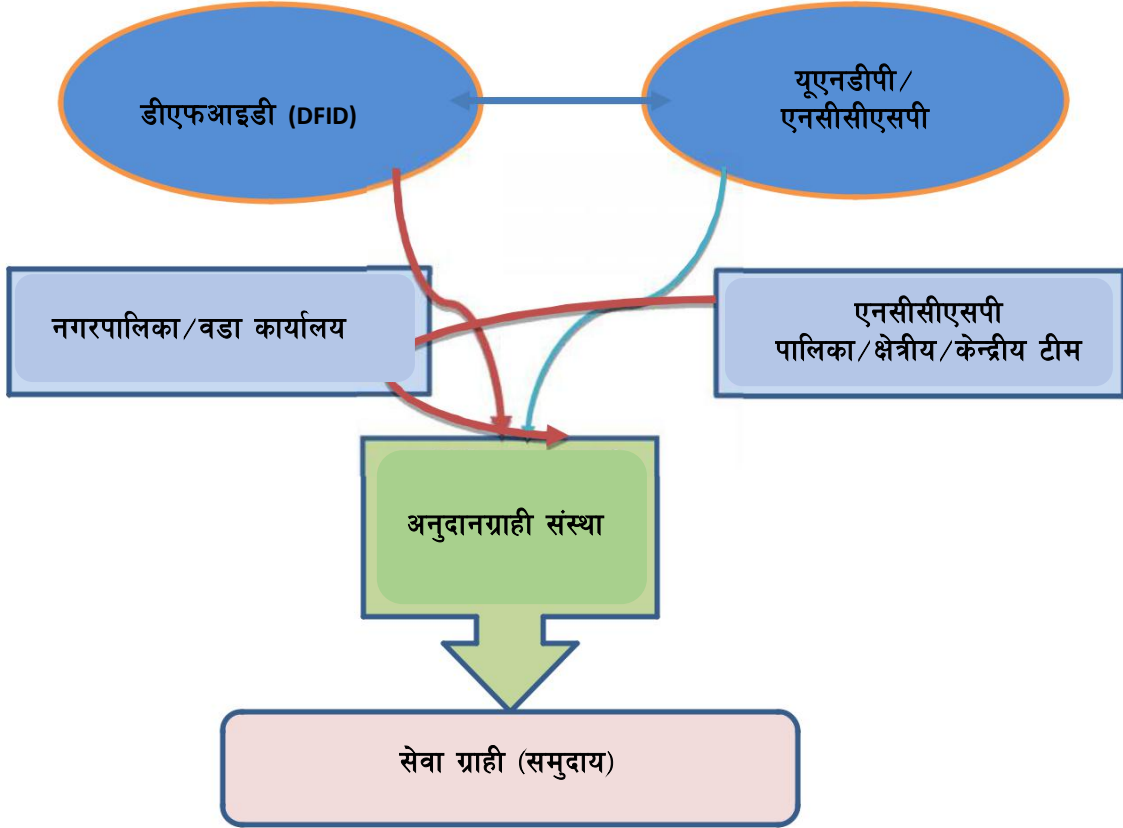 डीएफआइडी (DFID)
यूएनडीपी/
एनसीसीएसपी
नगरपालिका/वडा कार्यालय
एनसीसीएसपी
पालिका/क्षेत्रीय/केन्द्रीय टीम
अनुदानग्राही संस्था
सेवा ग्राही (समुदाय)